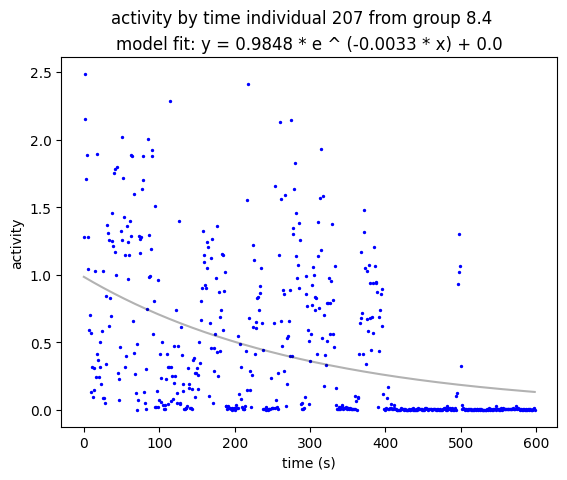 activity by time individual 207 from group 8.4
model fit: y = 0.9848 * e ^ (-0.0033 * x) + 0.0
2.5
2.0
1.5
1.0
0.5
0.0
activity
0 100 200 300 400 500 600
time (s)